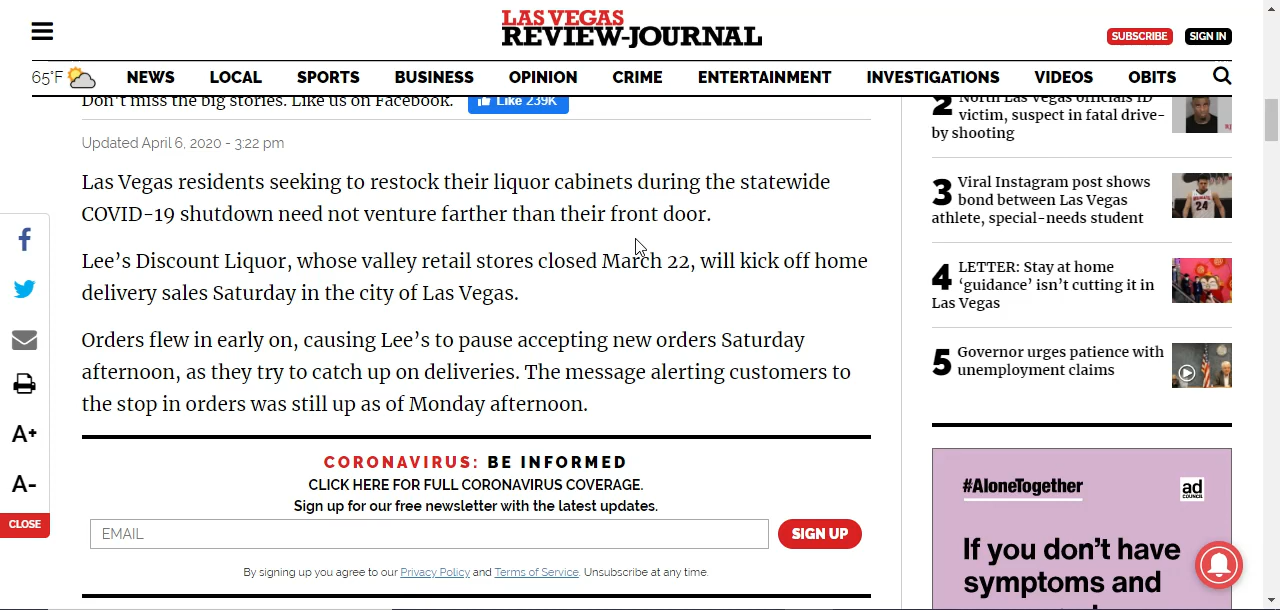 LAS VEGAS
REVIEW-JOURNAL
SUBSCRIBE
SIGN IN
65°F
NEWS
LOCAL
SPORTS
BUSINESS
OPINION
CRIME
ENTERTAINMENT
INVESTIGATIONS
VIDEOS
OBITS
Don't miss the big stories. Like us on Facebook.
Like 239K
Updated April 6, 2020 - 3:22 pm
Las Vegas residents seeking to restock their liquor cabinets during the statewide
COVID-19 shutdown need not venture farther than their front door.
Lee's Discount Liquor, whose valley retail stores closed March 22, will kick off home
delivery sales Saturday in the city of Las Vegas.
Orders flew in early on, causing Lee's to pause accepting new orders Saturday
afternoon, as they try to catch up on deliveries. The message alerting customers to
the stop in orders was still up as of Monday afternoon.
CORONAVIRUS: BE INFORMED
CLICK HERE FOR FULL CORONAVIRUS COVERAGE.
Sign up for our free newsletter with the latest updates.
EMAIL
SIGN UP
By signing up you agree to our Privacy Policy and Terms of Service. Unsubscribe at any time.
A+
A-
CLOSE
2 North Las Vegas officials ID
victim, suspect in fatal drive-
by shooting
3 Viral Instagram post shows
bond between Las Vegas
athlete, special-needs student
24
4 LETTER: Stay at home
'guidance' isn't cutting it in
Las Vegas
5 Governor urges patience with
unemployment claims
#AloneTogether
ad
COUNCIL
If you don't have
symptoms and